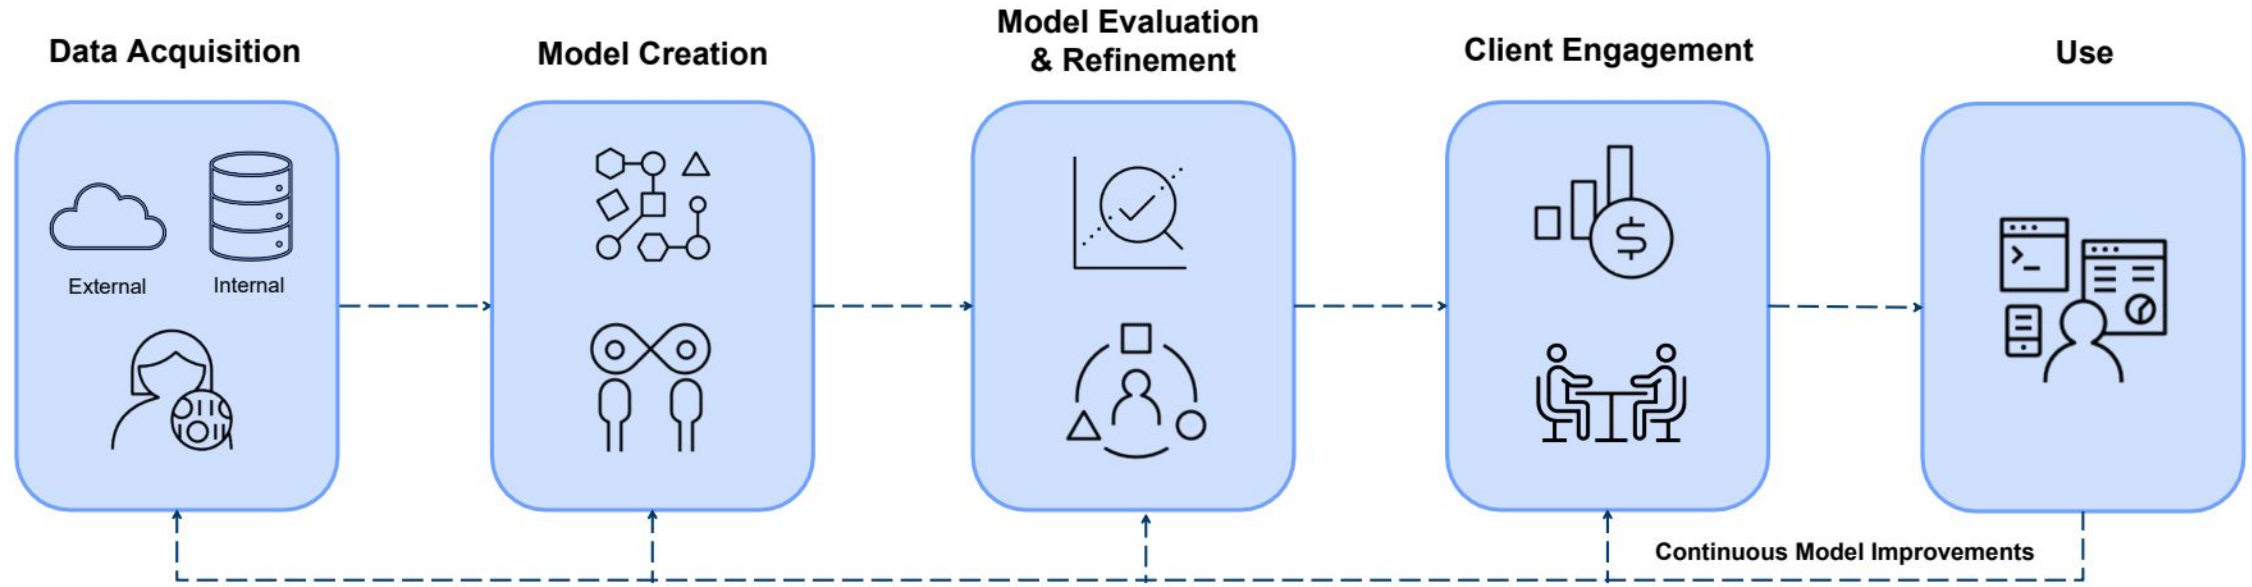 Data Acquisition
Model Creation
Model Evaluation
& Refinement
Client Engagement
Use
External
Internal
$
>_
Continuous Model Improvements